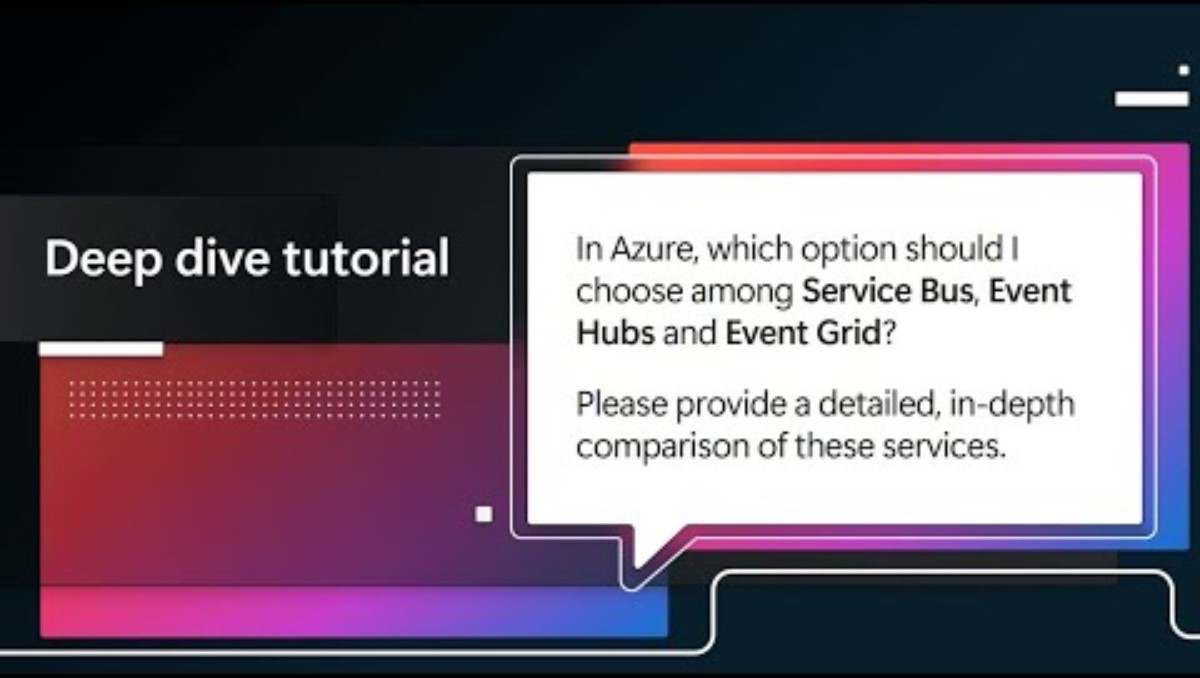 Deep dive tutorial
In Azure, which option should I
choose among Service Bus, Event
Hubs and Event Grid?
Please provide a detailed, in-depth
comparison of these services.